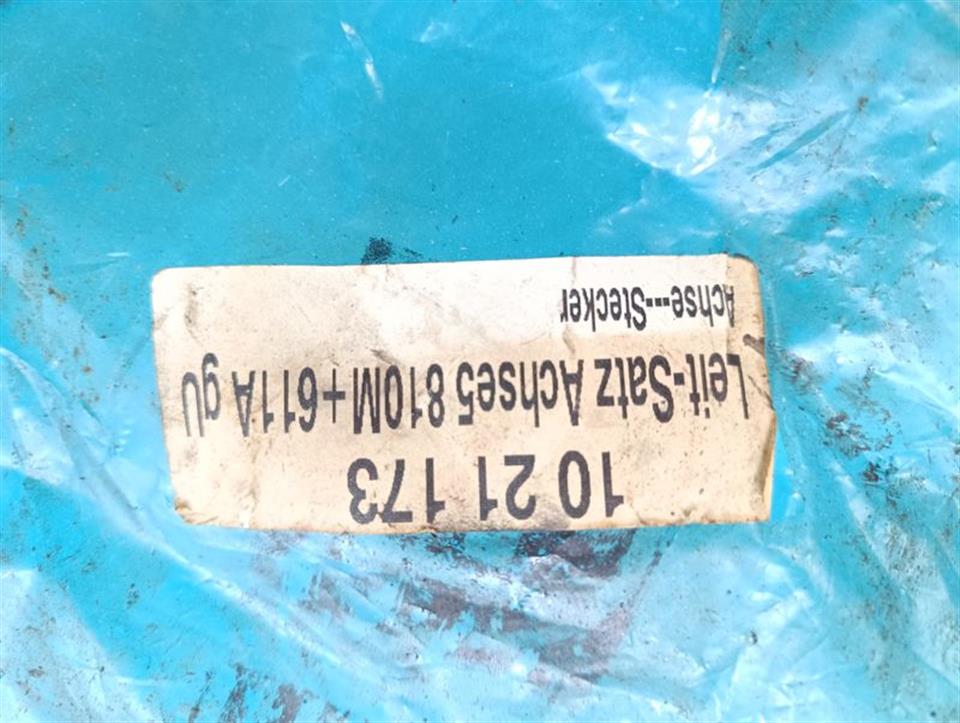 10 21 173
Leit-Satz Achse5 810M+611A gU
Achse---Stecker